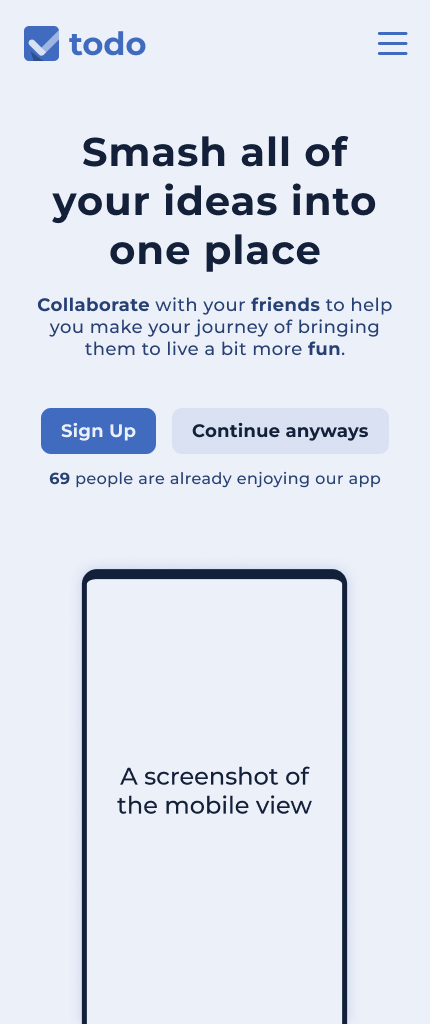 todo
Smash all of
your ideas into
one place
Collaborate with your friends to help
you make your journey of bringing
them to live a bit more fun.
Sign Up
Continue anyways
69 people are already enjoying our app
A screenshot of
the mobile view